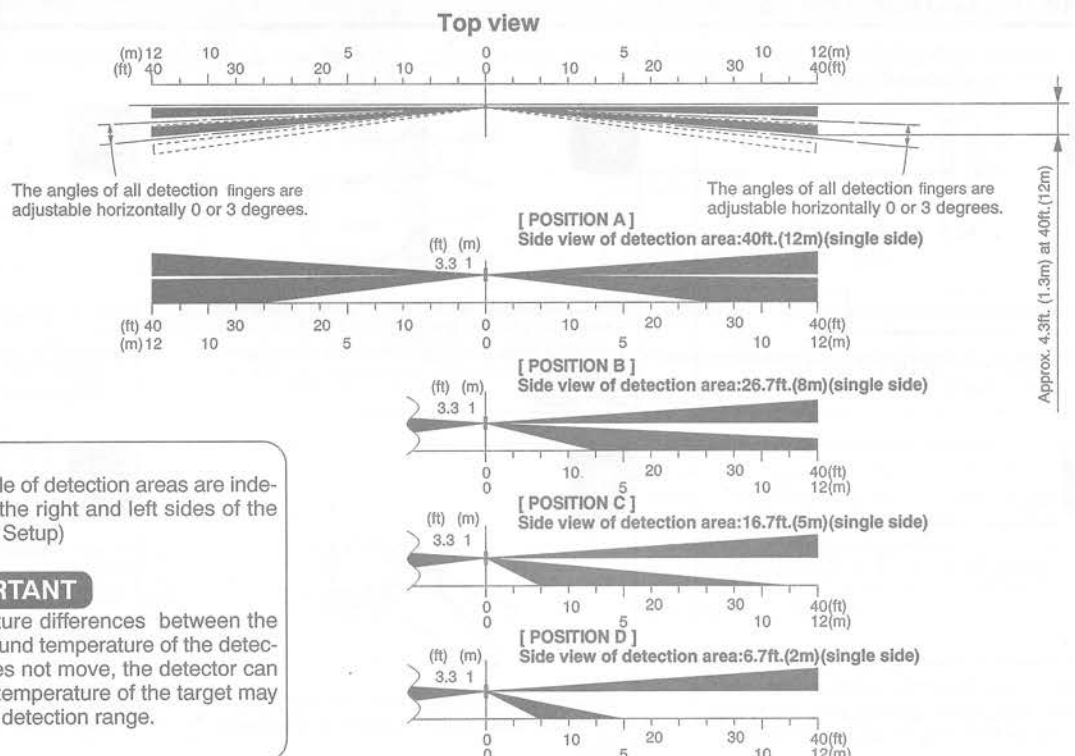 Top view
(m) 12 10 5 0 5 10 12(m)
(ft) 40 30 20 10 0 10 20 30 40(ft)
The angles of all detection fingers are
adjustable horizontally 0 or 3 degrees.
The angles of all detection fingers are
adjustable horizontally 0 or 3 degrees.
Approx. 4.3ft. (1.3m) at 40ft.(12m)
[ POSITION A ]
Side view of detection area:40ft.(12m)(single side)
(ft) (m)
3.3 1
(ft) 40 30 20 10 0 10 20 30 40(ft)
(m) 12 10 5 0 5 10 12(m)
[ POSITION B ]
Side view of detection area:26.7ft.(8m)(single side)
(ft) (m)
3.3 1
0 10. 20 30 40(ft)
0 5 10 12(m)
[ POSITION C ]
Side view of detection area:16.7ft.(5m)(single side)
(ft) (m)
3.3 1
0 10 20 30 40(ft)
0 5 10 12(m)
[ POSITION D ]
Side view of detection area:6.7ft.(2m)(single side)
(ft) (m)
3.3 1
0 10 20 30 40(ft)
0 5 10 12(m)
le of detection areas are inde-
the right and left sides of the
Setup)
RTANT
ture differences between the
und temperature of the detec-
es not move, the detector can
temperature of the target may
detection range.